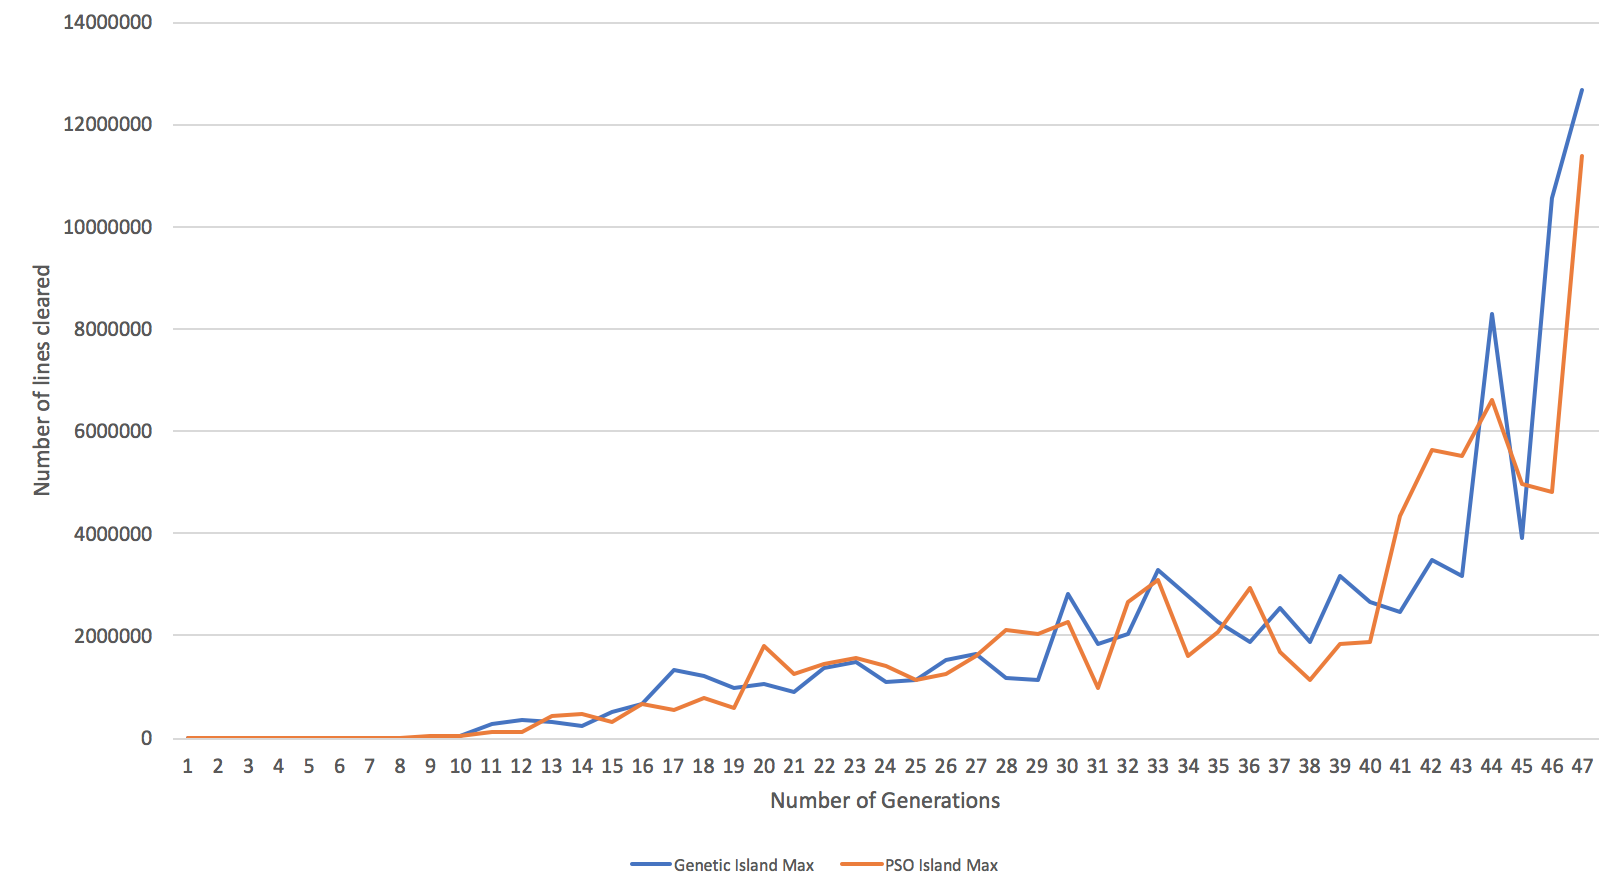 14000000
12000000
10000000
8000000
6000000
4000000
2000000
0
Number of lines cleared
1 2 3 4 5 6 7 8 9 10 11 12 13 14 15 16 17 18 19 20 21 22 23 24 25 26 27 28 29 30 31 32 33 34 35 36 37 38 39 40 41 42 43 44 45 46 47
Number of Generations
Genetic Island Max PSO Island Max